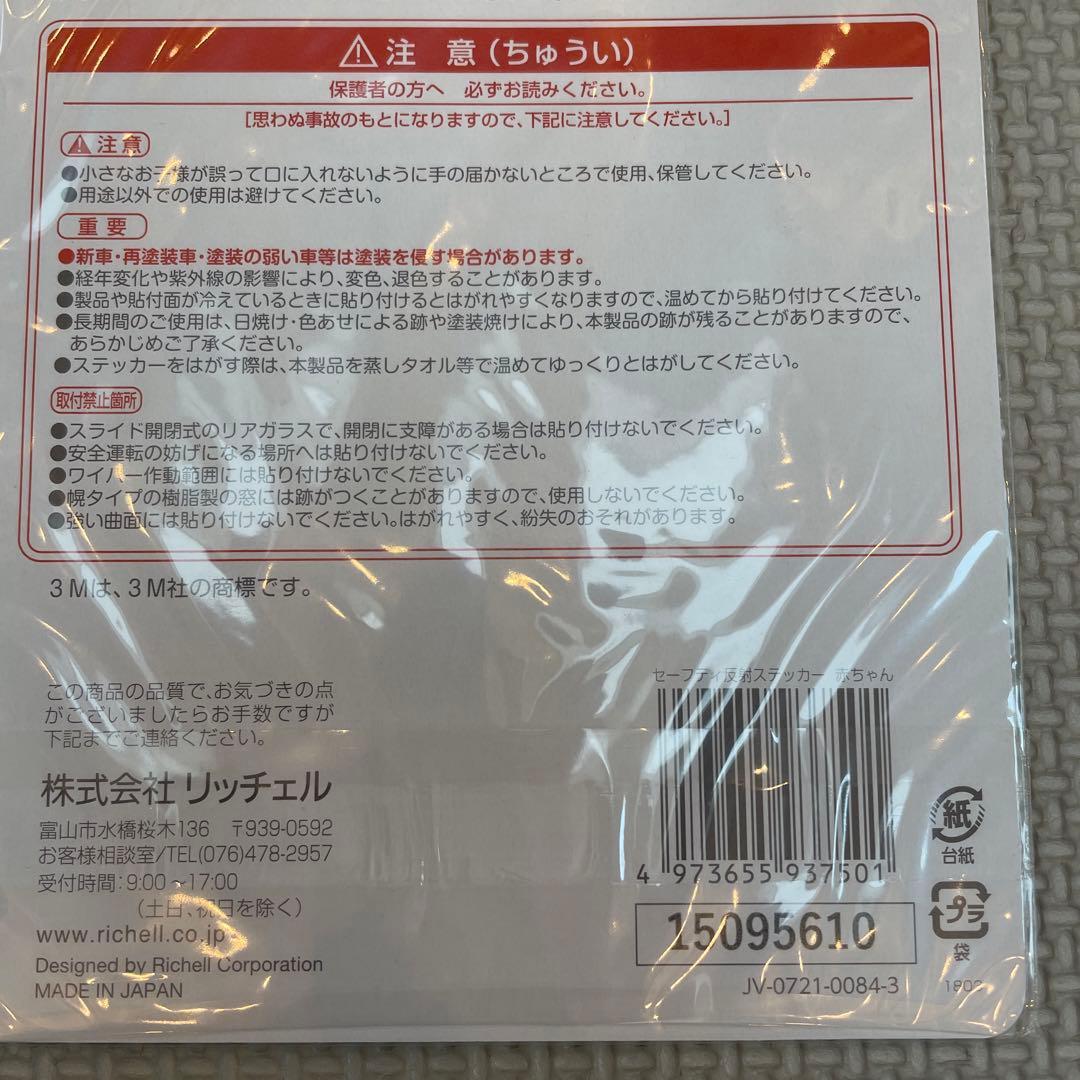 ⚠注 意(ちゅうい)
保護者の方へ 必ずお読みください。
[思わぬ事故のもとになりますので、下記に注意してください。]
⚠注意
●小さなお子様が誤って口に入れないように手の届かないところで使用、保管してください。
●用途以外での使用は避けてください。
重要
●新車・再塗装車・塗装の弱い車等は塗装を侵す場合があります。
●経年変化や紫外線の影響により、変色、退色することがあります。
●製品や貼付面が冷えているときに貼り付けるとはがれやすくなりますので、温めてから貼り付けてください。
●長期間のご使用は、日焼け・色あせによる跡や塗装焼けにより、本製品の跡が残ることがありますので、
あらかじめご了承ください。
●ステッカーをはがす際は、本製品を蒸しタオル等で温めてゆっくりとはがしてください。
取付禁止箇所
●スライド開閉式のリアガラスで、開閉に支障がある場合は貼り付けないでください。
●安全運転の妨げになる場所へは貼り付けないでください。
●ワイパー作動範囲には貼り付けないでください。
●幌タイプの樹脂製の窓には跡がつくことがありますので、使用しないでください。
●強い曲面には貼り付けないでください。はがれやすく、紛失のおそれがあります。
3Mは、3M社の商標です。
この商品の品質で、お気づきの点
がございましたらお手数ですが
下記までご連絡ください。
株式会社 リッチェル
富山市水橋桜木136 〒939-0592
お客様相談室/TEL(076)478-2957
受付時間:9:00~17:00
(土日、祝日を除く)
www.richell.co.jp
Designed by Richell Corporation
MADE IN JAPAN
セーフティ反射ステッカー 赤ちゃん
4 973655 937501
15095610
JV-0721-0084-3
紙
台紙
プラ
袋